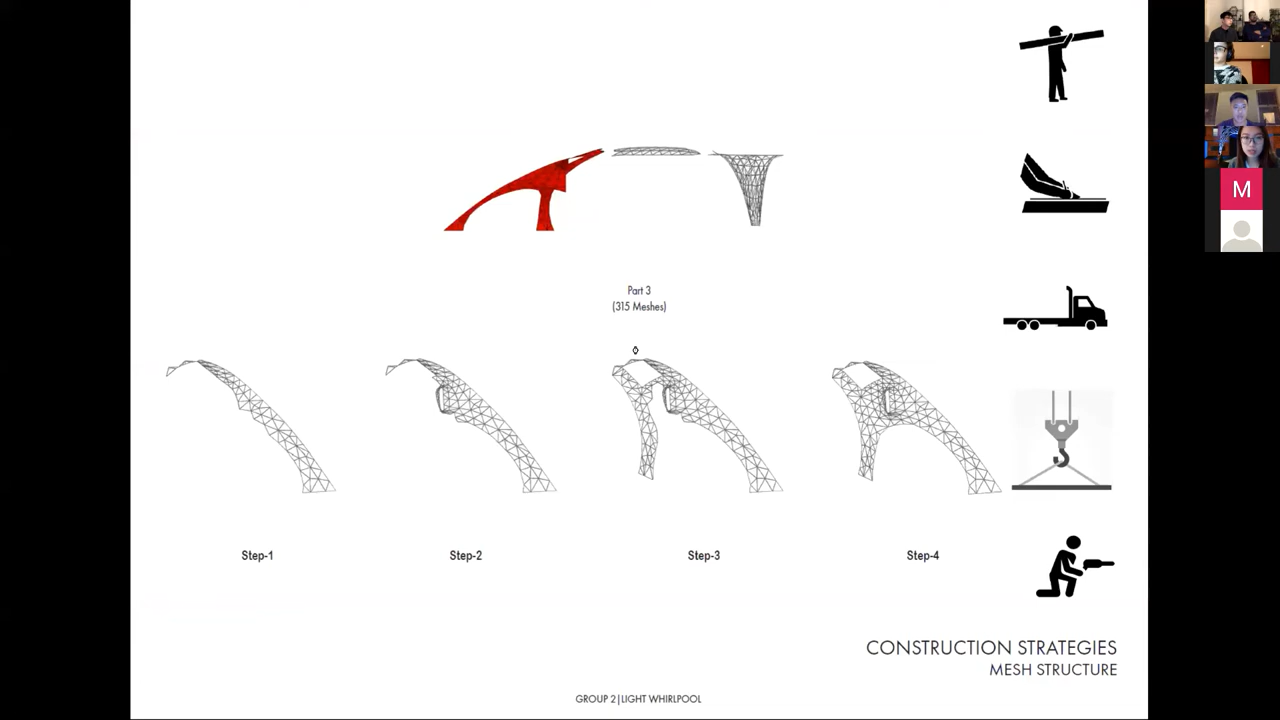 M
Part 3
(315 Meshes)
Step-1
Step-2
Step-3
Step-4
CONSTRUCTION STRATEGIES
MESH STRUCTURE
GROUP 2|LIGHT WHIRLPOOL